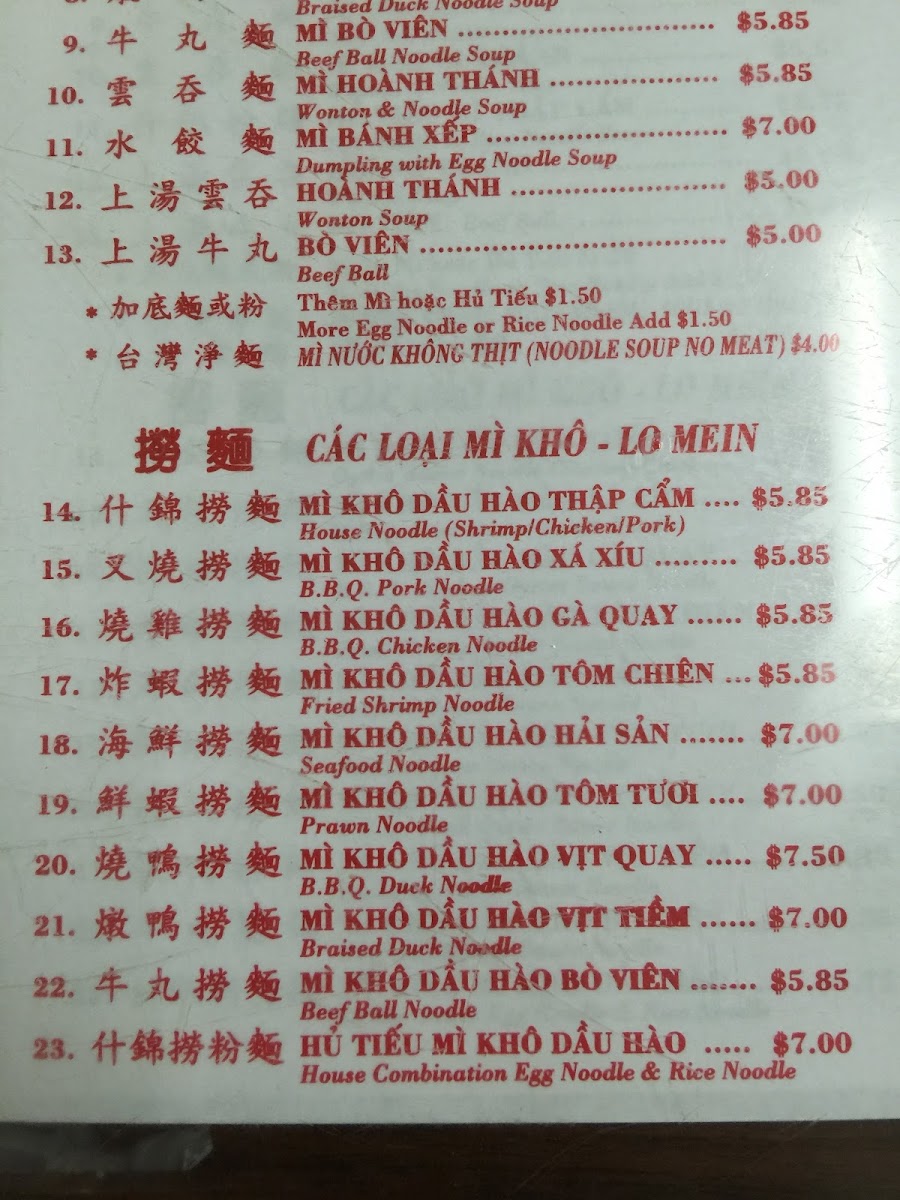 Braised Duck Noodle Soup
9. 牛丸麵 MÌ BÒ VIÊN ........................ $5.85
Beef Ball Noodle Soup
10. 雲吞麵 MÌ HOÀNH THÁNH ................... $5.85
Wonton & Noodle Soup
11. 水餃麵 MÌ BÁNH XẾP ........................... $7.00
Dumpling with Egg Noodle Soup
12. 上湯雲吞 HOÀNH THÁNH ........................ $5.00
Wonton Soup
13. 上湯牛丸 BÒ VIÊN .................................. $5.00
Beef Ball
* 加底麵或粉 Thêm Mì hoặc Hủ Tiếu $1.50
More Egg Noodle or Rice Noodle Add $1.50
* 台灣淨麵 MÌ NƯỚC KHÔNG THỊT (NOODLE SOUP NO MEAT) $4.00
撈麵 CÁC LOẠI MÌ KHÔ - LO MEIN
14. 什錦撈麵 MÌ KHÔ DẦU HÀO THẬP CẨM .... $5.85
House Noodle (Shrimp/Chicken/Pork)
15. 叉燒撈麵 MÌ KHÔ DẦU HÀO XÁ XÍU ......... $5.85
B.B.Q. Pork Noodle
16. 燒雞撈麵 MÌ KHÔ DẦU HÀO GÀ QUAY ...... $5.85
B.B.Q. Chicken Noodle
17. 炸蝦撈麵 MÌ KHÔ DẦU HÀO TÔM CHIÊN ... $5.85
Fried Shrimp Noodle
18. 海鮮撈麵 MÌ KHÔ DẦU HÀO HẢI SẢN ....... $7.00
Seafood Noodle
19. 鮮蝦撈麵 MÌ KHÔ DẦU HÀO TÔM TƯƠI .... $7.00
Prawn Noodle
20. 燒鴨撈麵 MÌ KHÔ DẦU HÀO VỊT QUAY ..... $7.50
B.B.Q. Duck Noodle
21. 燉鴨撈麵 MÌ KHÔ DẦU HÀO VỊT TIỀM ...... $7.00
Braised Duck Noodle
22. 牛丸撈麵 MÌ KHÔ DẦU HÀO BÒ VIÊN ....... $5.85
Beef Ball Noodle
23. 什錦撈粉麵 HỦ TIẾU MÌ KHÔ DẦU HÀO ..... $7.00
House Combination Egg Noodle & Rice Noodle